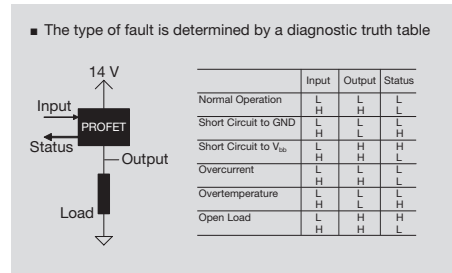 ■ The type of fault is determined by a diagnostic truth table
14 V
Input
PROFET
Status
Output
Load
Input Output Status
Normal Operation L L L
H H L
Short Circuit to GND L L L
H L H
Short Circuit to Vbb L H H
H H L
Overcurrent L L L
H H L
Overtemperature L L L
H L H
Open Load L H H
H H L